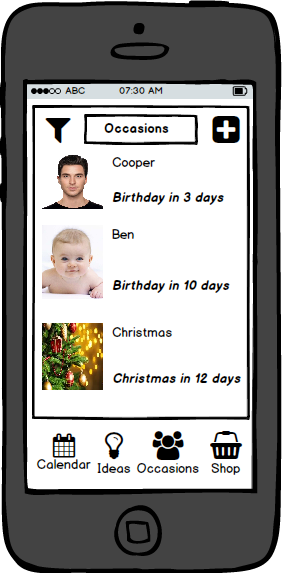 ABC 07:30 AM
Occasions
Cooper
Birthday in 3 days
Ben
Birthday in 10 days
Christmas
Christmas in 12 days
Calendar Ideas Occasions Shop